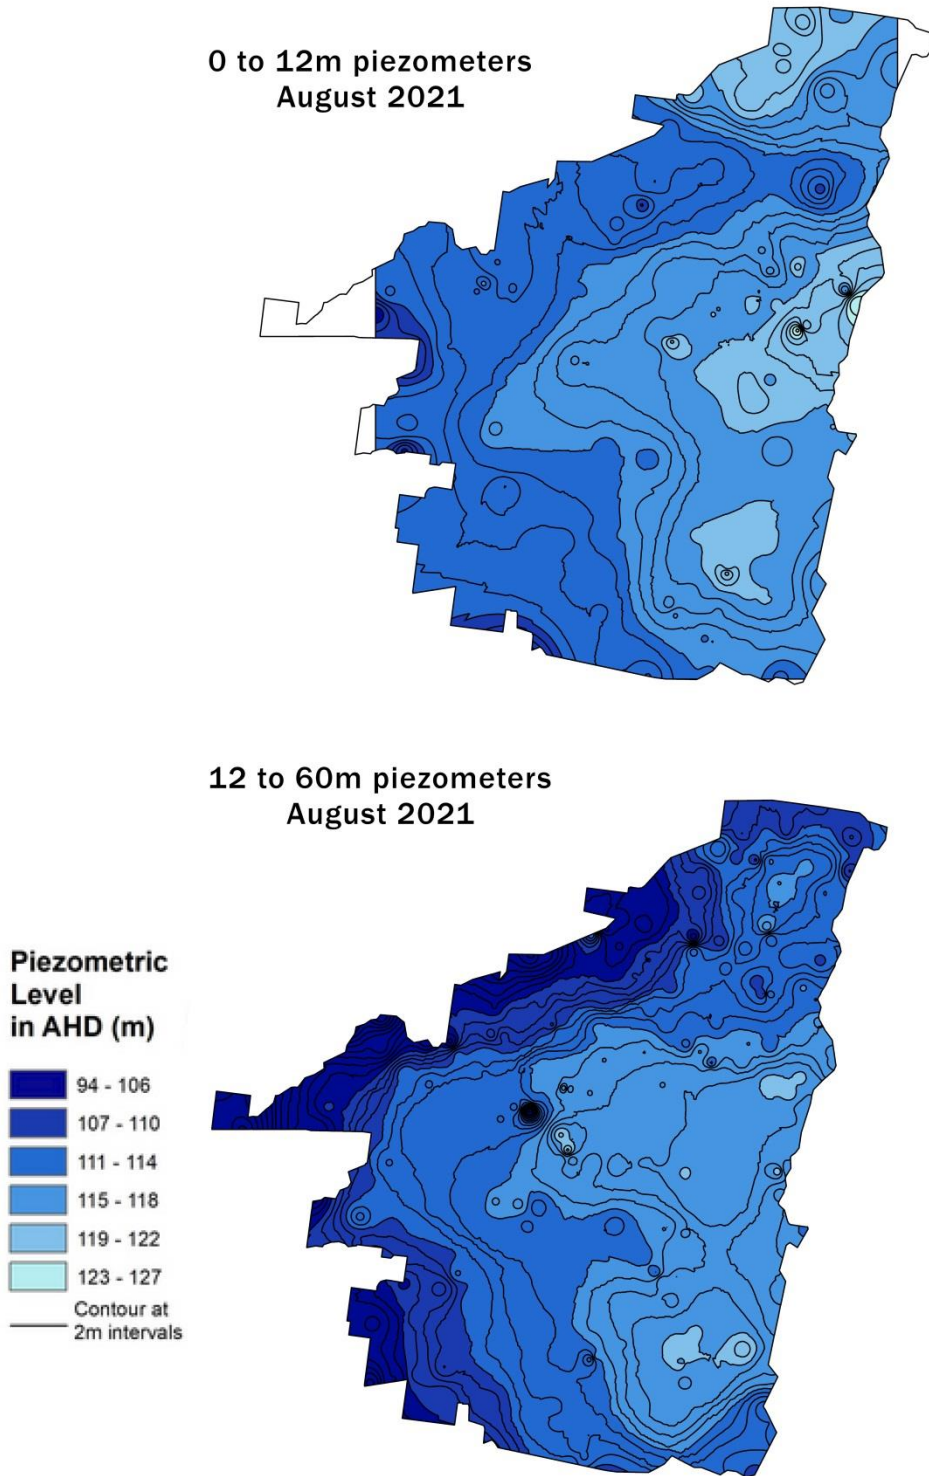 0 to 12m piezometers
August 2021
12 to 60m piezometers
August 2021
Piezometric
Level
in AHD (m)
94 - 106
107 - 110
111 - 114
115 - 118
119 - 122
123 - 127
Contour at
2m intervals